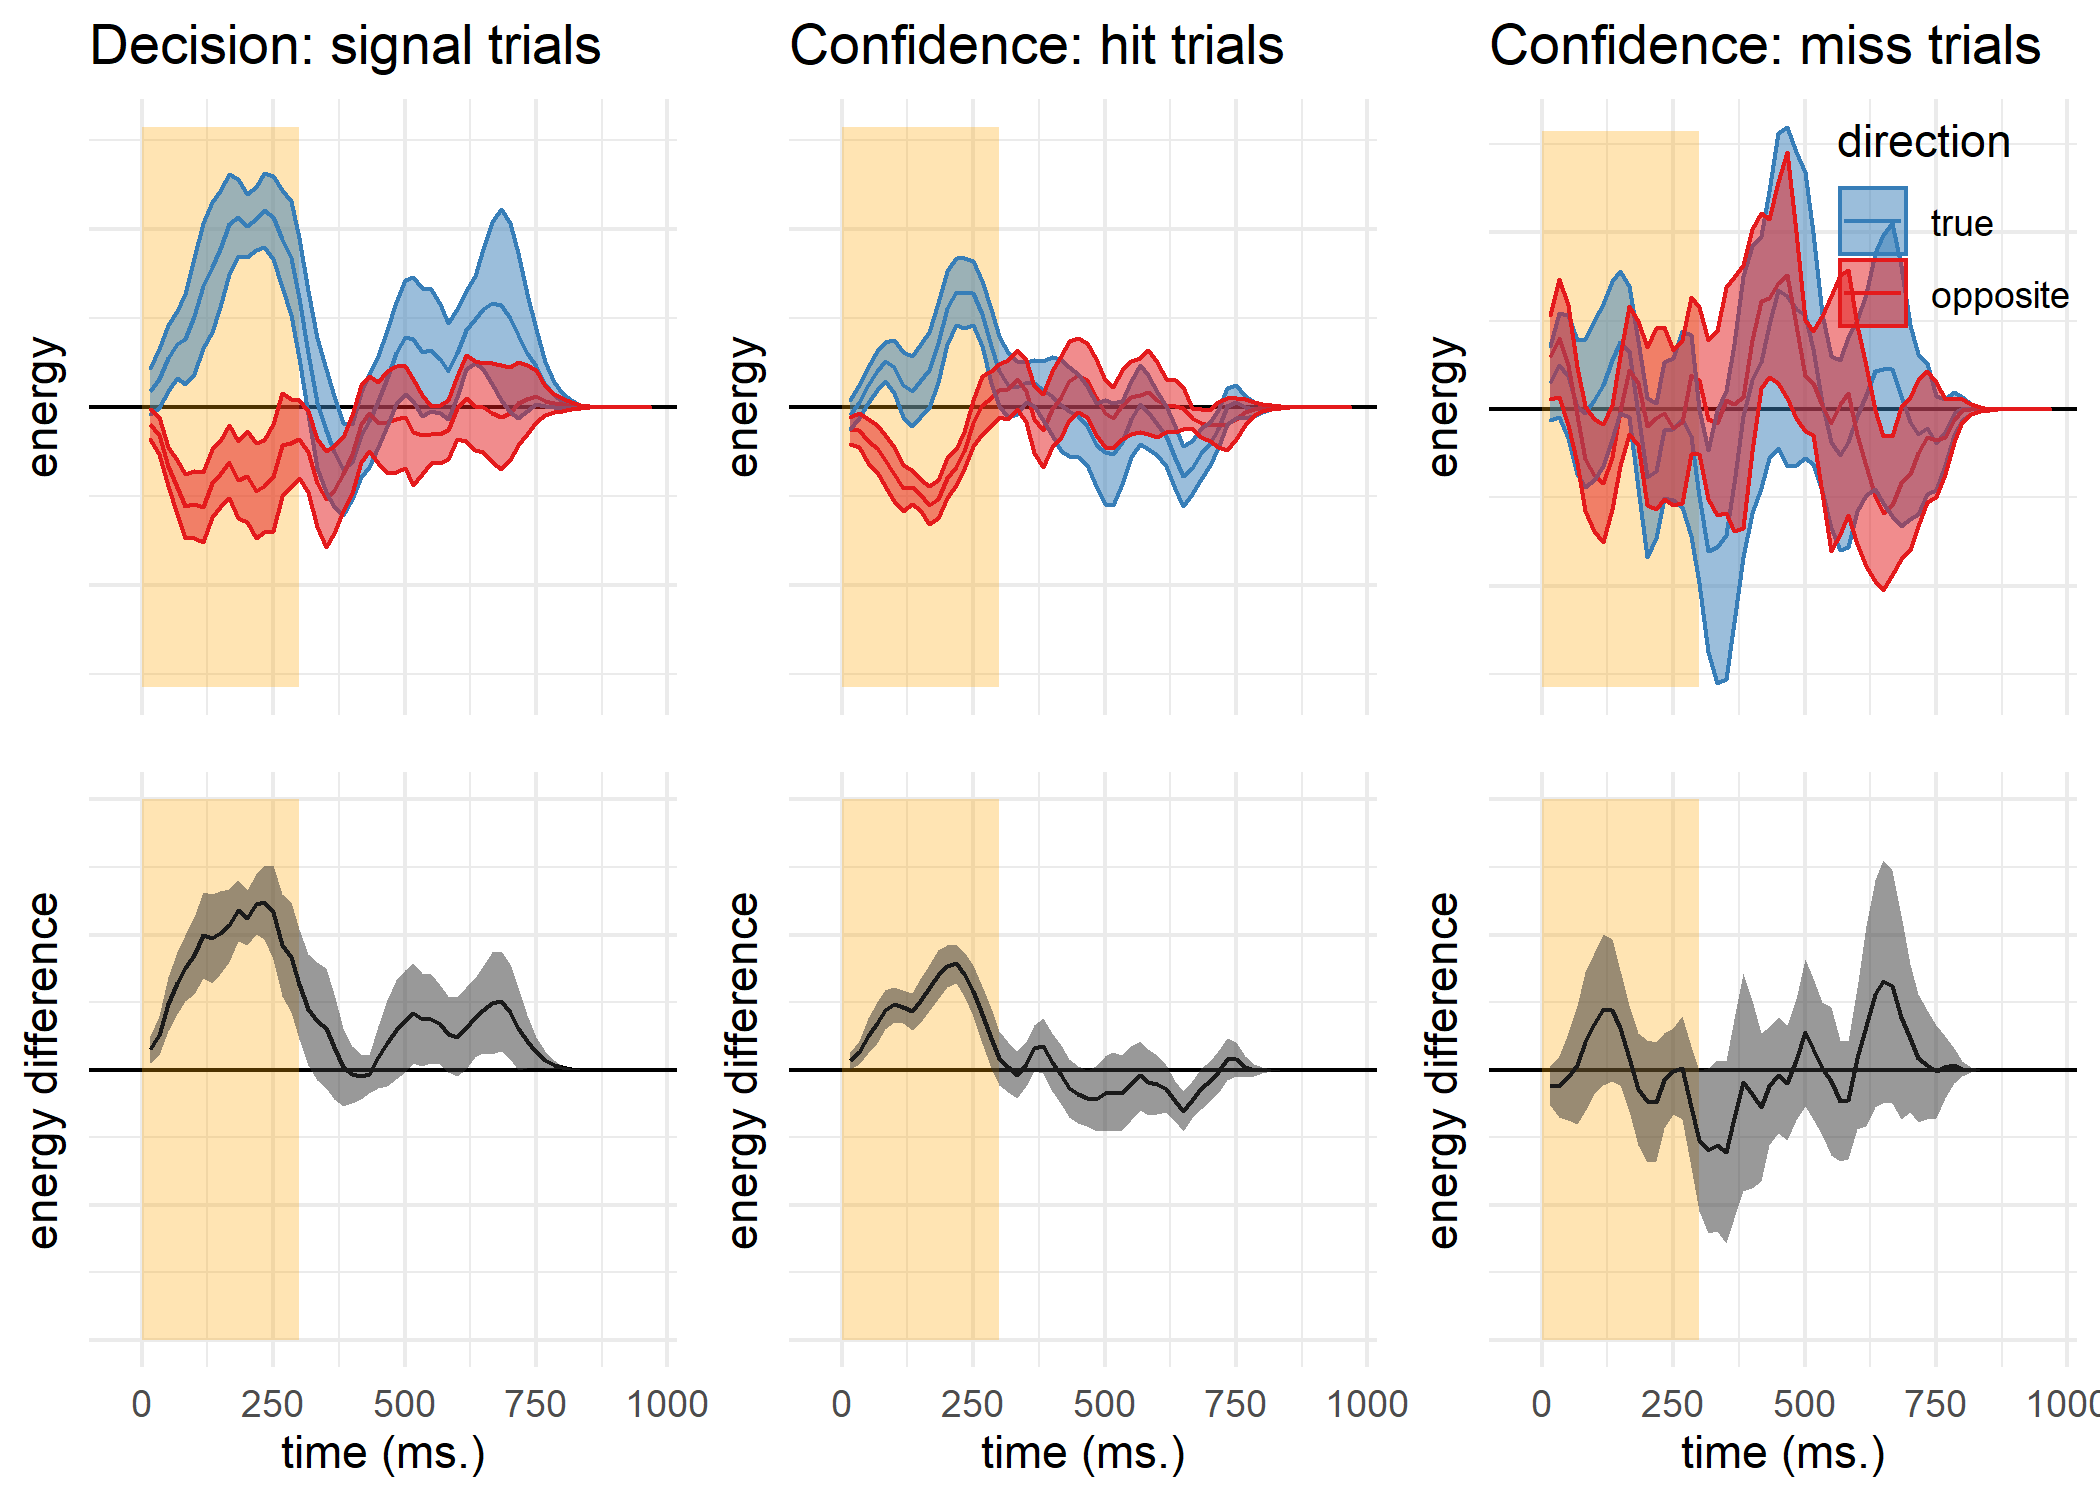 Decision: signal trials
Confidence: hit trials
Confidence: miss trials
direction
true
opposite
energy
energy
energy
energy difference
energy difference
energy difference
0 250 500 750 1000
0 250 500 750 1000
0 250 500 750 1000
time (ms.)
time (ms.)
time (ms.)